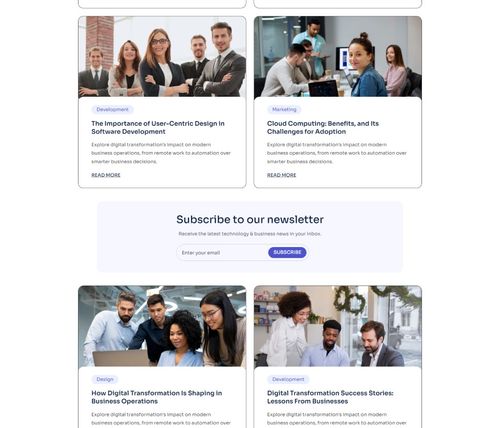 Development
The Importance of User-Centric Design in
Software Development
Explore digital transformation's impact on modern
business operations, from remote work to automation over
smarter business decisions.
READ MORE
Marketing
Cloud Computing: Benefits, and Its
Challenges for Adoption
Explore digital transformation's impact on modern
business operations, from remote work to automation over
smarter business decisions.
READ MORE
Subscribe to our newsletter
Receive the latest technology & business news in your inbox.
Enter your email
SUBSCRIBE
Design
How Digital Transformation Is Shaping in
Business Operations
Explore digital transformation's impact on modern
business operations, from remote work to automation over
Development
Digital Transformation Success Stories:
Lessons From Businesses
Explore digital transformation's impact on modern
business operations, from remote work to automation over